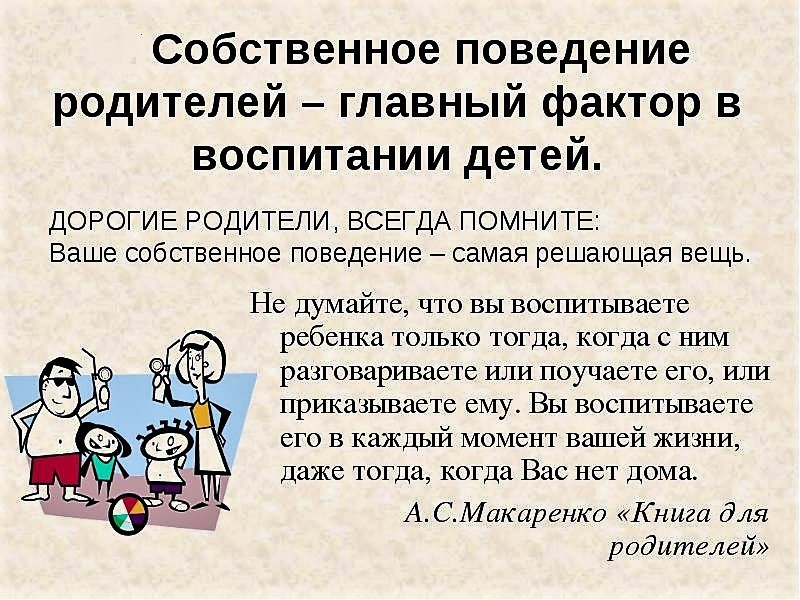 Собственное поведение
родителей – главный фактор в
воспитании детей.
ДОРОГИЕ РОДИТЕЛИ, ВСЕГДА ПОМНИТЕ:
Ваше собственное поведение – самая решающая вещь.
Не думайте, что вы воспитываете
ребенка только тогда, когда с ним
разговариваете или поучаете его, или
приказываете ему. Вы воспитываете
его в каждый момент вашей жизни,
даже тогда, когда Вас нет дома.
А.С.Макаренко «Книга для
родителей»